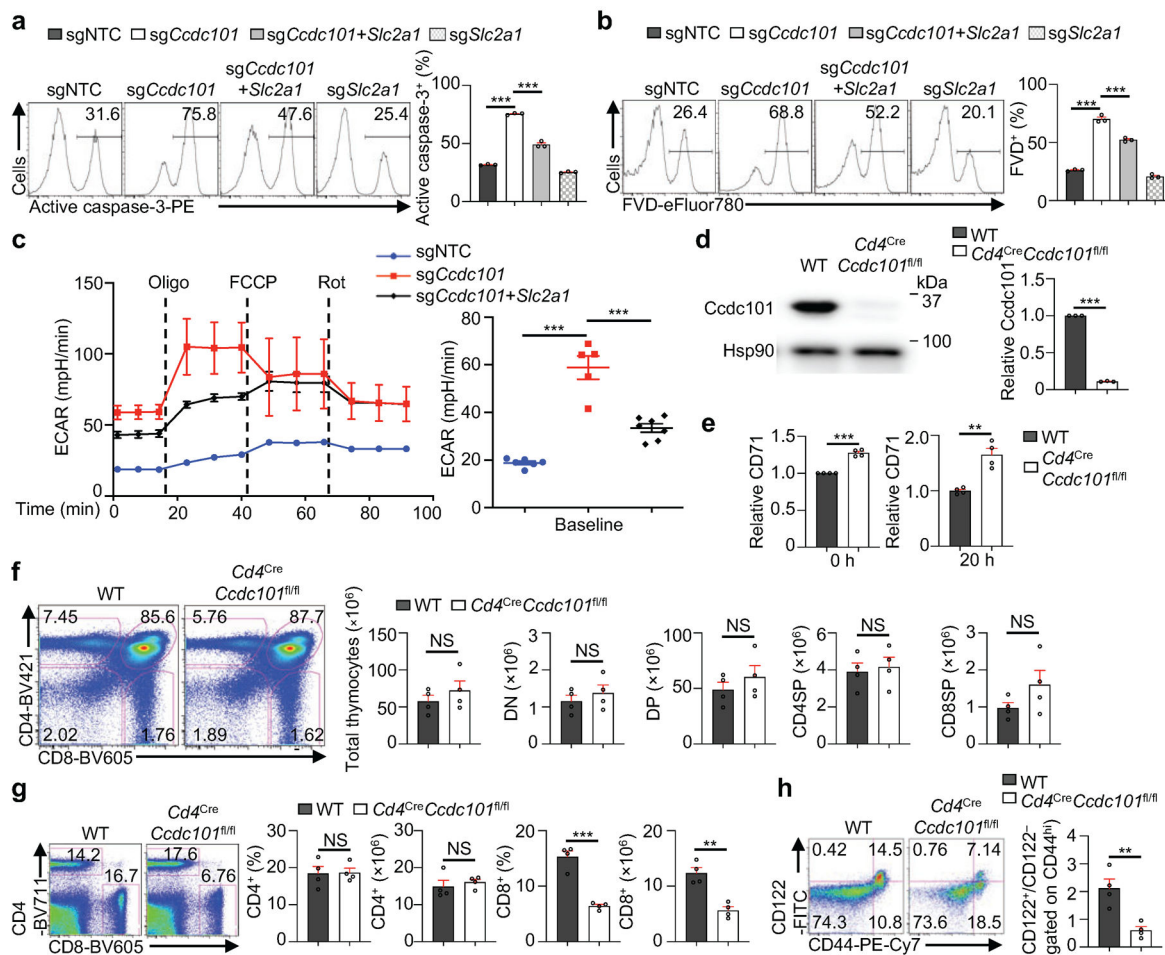 a
sgNTC sgCcdc101 sgCcdc101+Slc2a1 sgSlc2a1
sgNTC sgCcdc101 sgCcdc101 +Slc2a1 sgSlc2a1
31.6 75.8 47.6 25.4
Cells
Active caspase-3-PE
Active caspase-3+ (%)
100
50
0
***
***
b
sgNTC sgCcdc101 sgCcdc101+Slc2a1 sgSlc2a1
sgNTC sgCcdc101 sgCcdc101 +Slc2a1 sgSlc2a1
26.4 68.8 52.2 20.1
Cells
FVD-eFluor780
FVD+ (%)
100
50
0
***
***
c
sgNTC
sgCcdc101
sgCcdc101+Slc2a1
Oligo FCCP Rot
ECAR (mpH/min)
150
100
50
0
Time (min) 0 20 40 60 80 100
ECAR (mpH/min)
80
60
40
20
0
***
***
Baseline
d
WT
Cd4Cre Ccdc101fl/fl
WT
Cd4Cre
Ccdc101fl/fl
kDa
Ccdc101
37
Hsp90
100
Relative Ccdc101
1.5
1.0
0.5
0
***
e
WT
Cd4Cre
Ccdc101fl/fl
Relative CD71
1.5
1.0
0.5
0
***
0 h
Relative CD71
2.0
1.0
0
**
20 h
f
WT
Cd4Cre
Ccdc101fl/fl
7.45 85.6
2.02 1.76
5.76 87.7
1.89 1.62
CD4-BV421
CD8-BV605
WT Cd4Cre Ccdc101fl/fl
Total thymocytes (×10⁶)
150
100
50
0
NS
DN (×10⁶)
3
2
1
0
NS
DP (×10⁶)
100
50
0
NS
CD4SP (×10⁶)
6
4
2
0
NS
CD8SP (×10⁶)
3
2
1
0
NS
g
WT
Cd4Cre
Ccdc101fl/fl
14.2
16.7
17.6
6.76
CD4
-BV711
CD8-BV605
WT Cd4Cre Ccdc101fl/fl
CD4+ (%)
30
20
10
0
NS
CD4+ (×10⁶)
40
30
20
10
0
NS
CD8+ (%)
20
10
0
***
CD8+ (×10⁶)
20
10
0
**
h
WT
Cd4Cre Ccdc101fl/fl
WT
Cd4Cre
Ccdc101fl/fl
0.42 14.5
74.3 10.8
0.76 7.14
73.6 18.5
CD122
-FITC
CD44-PE-Cy7
CD122+/CD122−
gated on CD44hi)
4
3
2
1
0
**